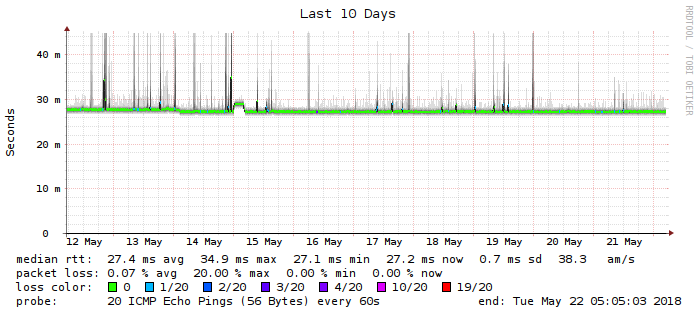 Last 10 Days
RRDTOOL / TOBI OETIKER
Seconds
40 m
30 m
20 m
10 m
0
12 May 13 May 14 May 15 May 16 May 17 May 18 May 19 May 20 May 21 May
median rtt: 27.4 ms avg 34.9 ms max 27.1 ms min 27.2 ms now 0.7 ms sd 38.3 am/s
packet loss: 0.07 % avg 20.00 % max 0.00 % min 0.00 % now
loss color: 0 1/20 2/20 3/20 4/20 10/20 19/20
probe: 20 ICMP Echo Pings (56 Bytes) every 60s end: Tue May 22 05:05:03 2018